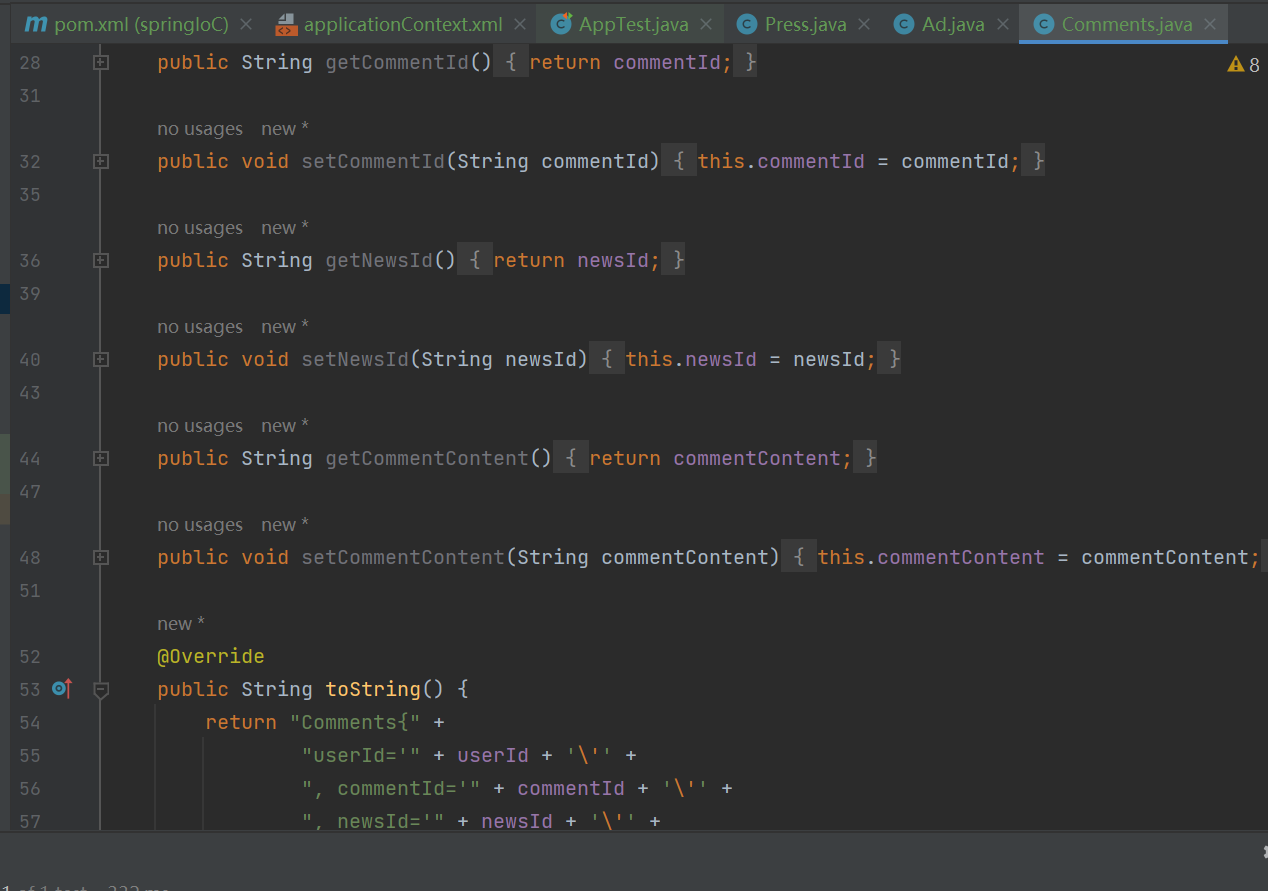 pom.xml (springIoC) applicationContext.xml AppTest.java Press.java Ad.java Comments.java
28 public String getCommentId() { return commentId; }
8
31
no usages new *
32 public void setCommentId(String commentId) { this.commentId = commentId; }
35
no usages new *
36 public String getNewsId() { return newsId; }
39
no usages new *
40 public void setNewsId(String newsId) { this.newsId = newsId; }
43
no usages new *
44 public String getCommentContent() { return commentContent; }
47
no usages new *
48 public void setCommentContent(String commentContent) { this.commentContent = commentContent;
51
new *
52 @Override
53 public String toString() {
54 return "Comments{" +
55 "userId='" + userId + '\'' +
56 ", commentId='" + commentId + '\'' +
57 ", newsId='" + newsId + '\'' +